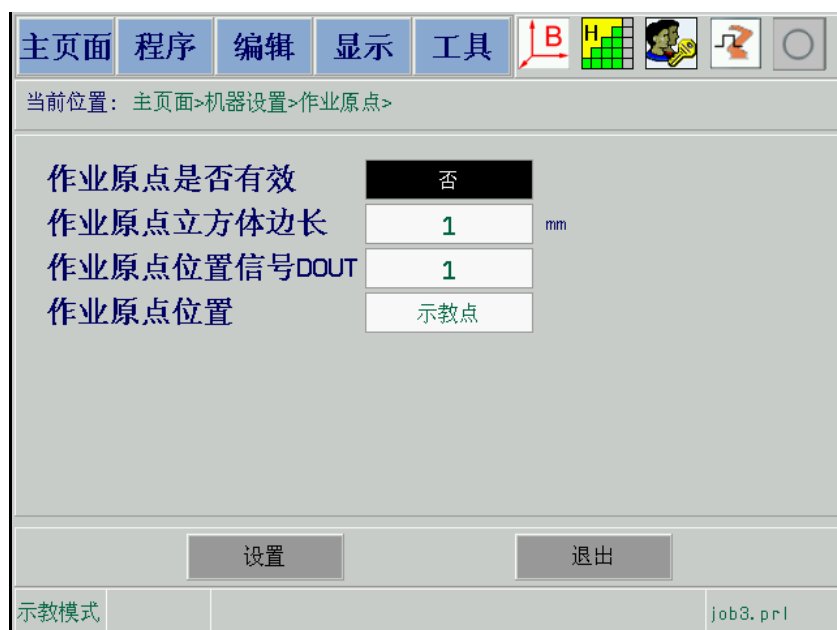 主页面 程序 编辑 显示 工具 B H
当前位置: 主页面>机器设置>作业原点>
作业原点是否有效 否
作业原点立方体边长 1 mm
作业原点位置信号DOUT 1
作业原点位置 示教点
设置 退出
示教模式 job3.prl